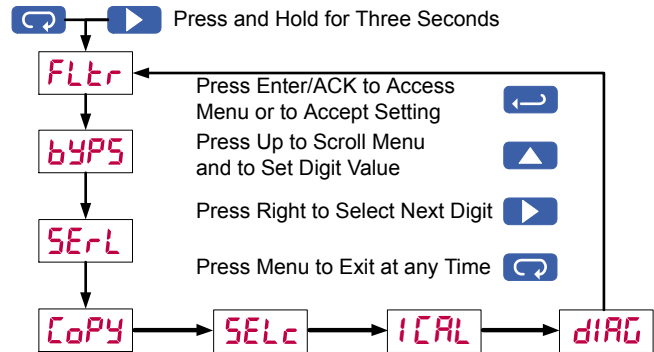 Press and Hold for Three Seconds
FLtr
Press Enter/ACK to Access
Menu or to Accept Setting
bYPS
Press Up to Scroll Menu
and to Set Digit Value
SErL
Press Right to Select Next Digit
Press Menu to Exit at any Time
CoPY
SELc
ICAL
dIAG